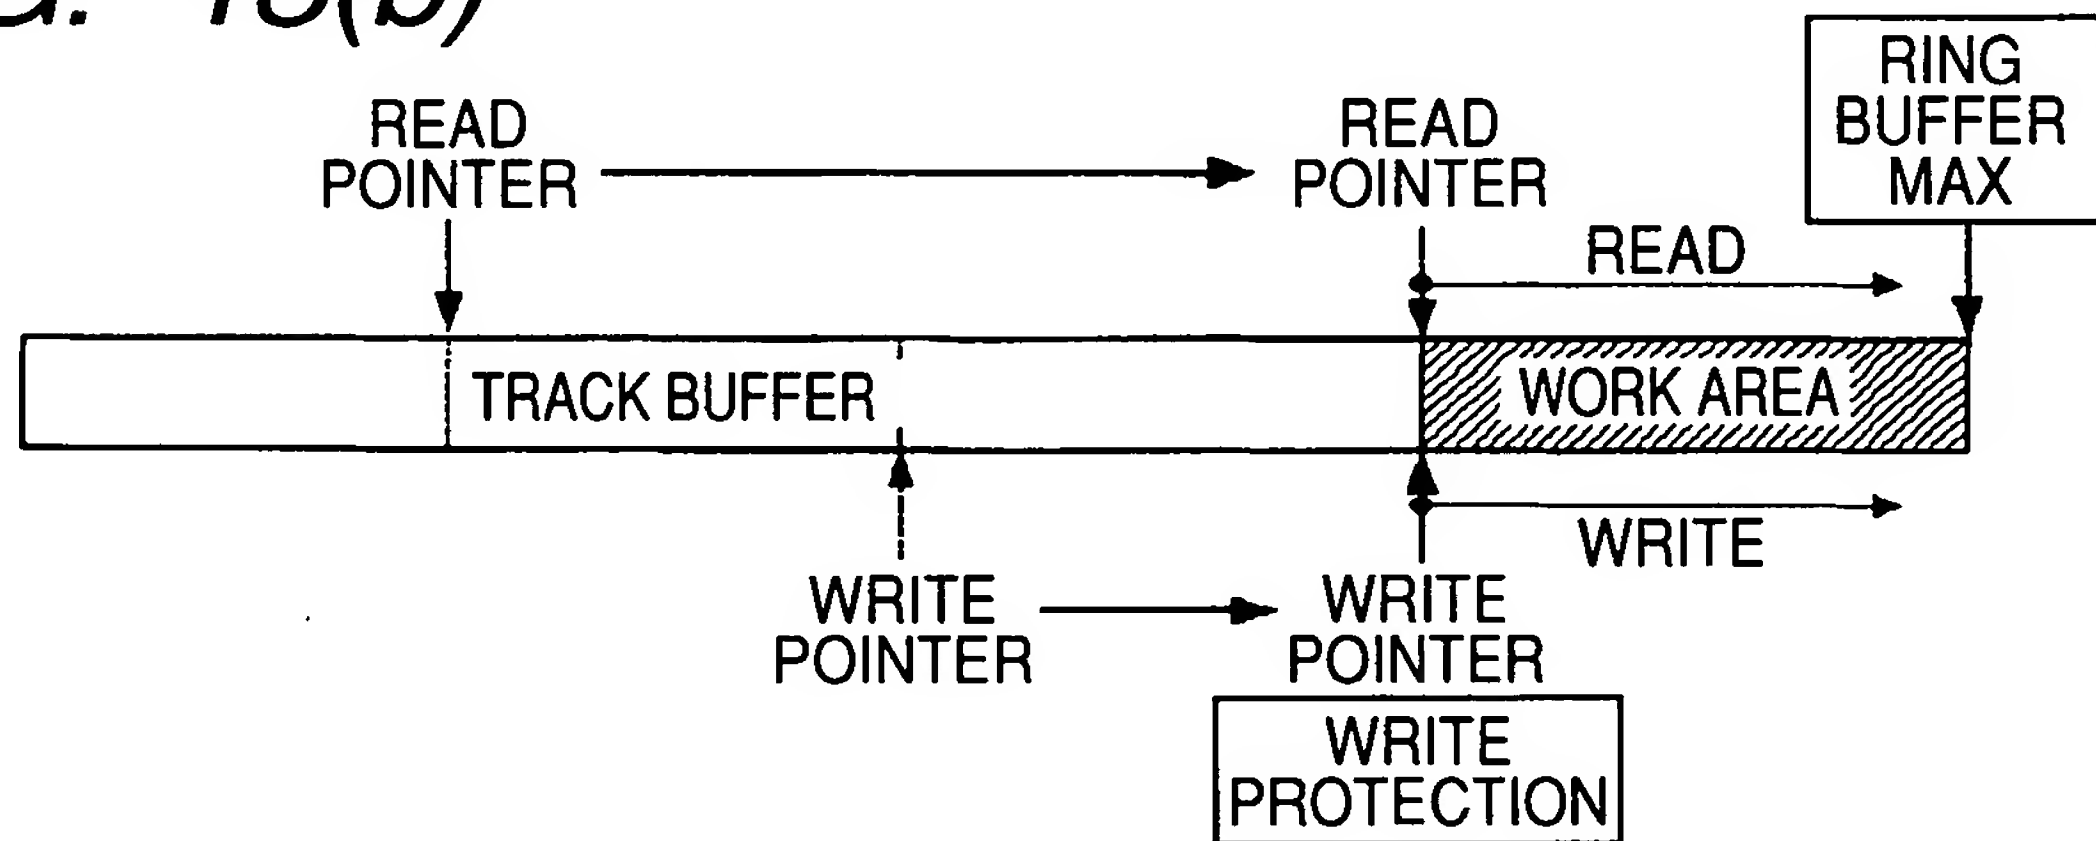 G. 18(b)
RING
BUFFER
MAX
READ
POINTER
READ
POINTER
READ
TRACK BUFFER
WORK AREA
WRITE
WRITE
POINTER
WRITE
POINTER
WRITE
PROTECTION